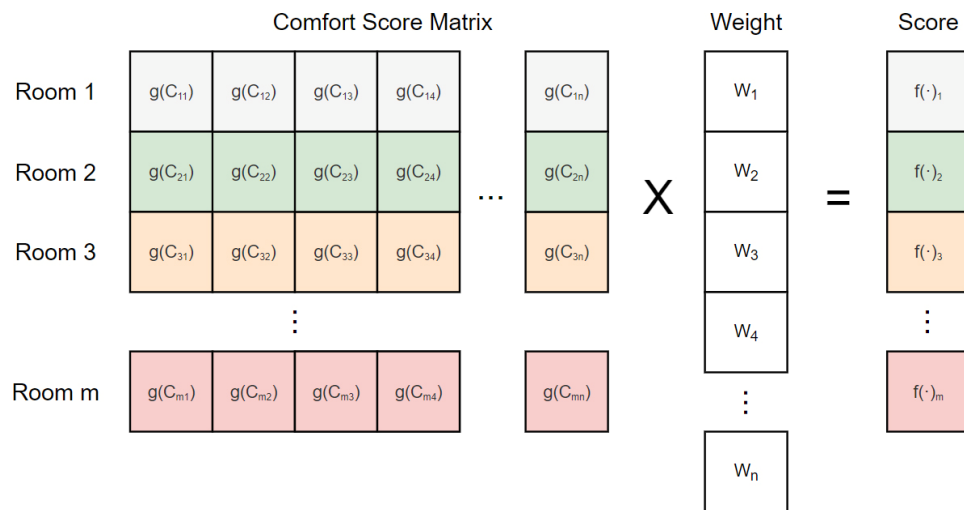 Comfort Score Matrix Weight Score
Room 1 g(C₁₁) g(C₁₂) g(C₁₃) g(C₁₄) g(C₁ₙ) W₁ f(·)₁
Room 2 g(C₂₁) g(C₂₂) g(C₂₃) g(C₂₄) ... g(C₂ₙ) X W₂ = f(·)₂
Room 3 g(C₃₁) g(C₃₂) g(C₃₃) g(C₃₄) g(C₃ₙ) W₃ f(·)₃
⋮ W₄ ⋮
Room m g(Cₘ₁) g(Cₘ₂) g(Cₘ₃) g(Cₘ₄) g(Cₘₙ) ⋮ f(·)ₘ
Wₙ